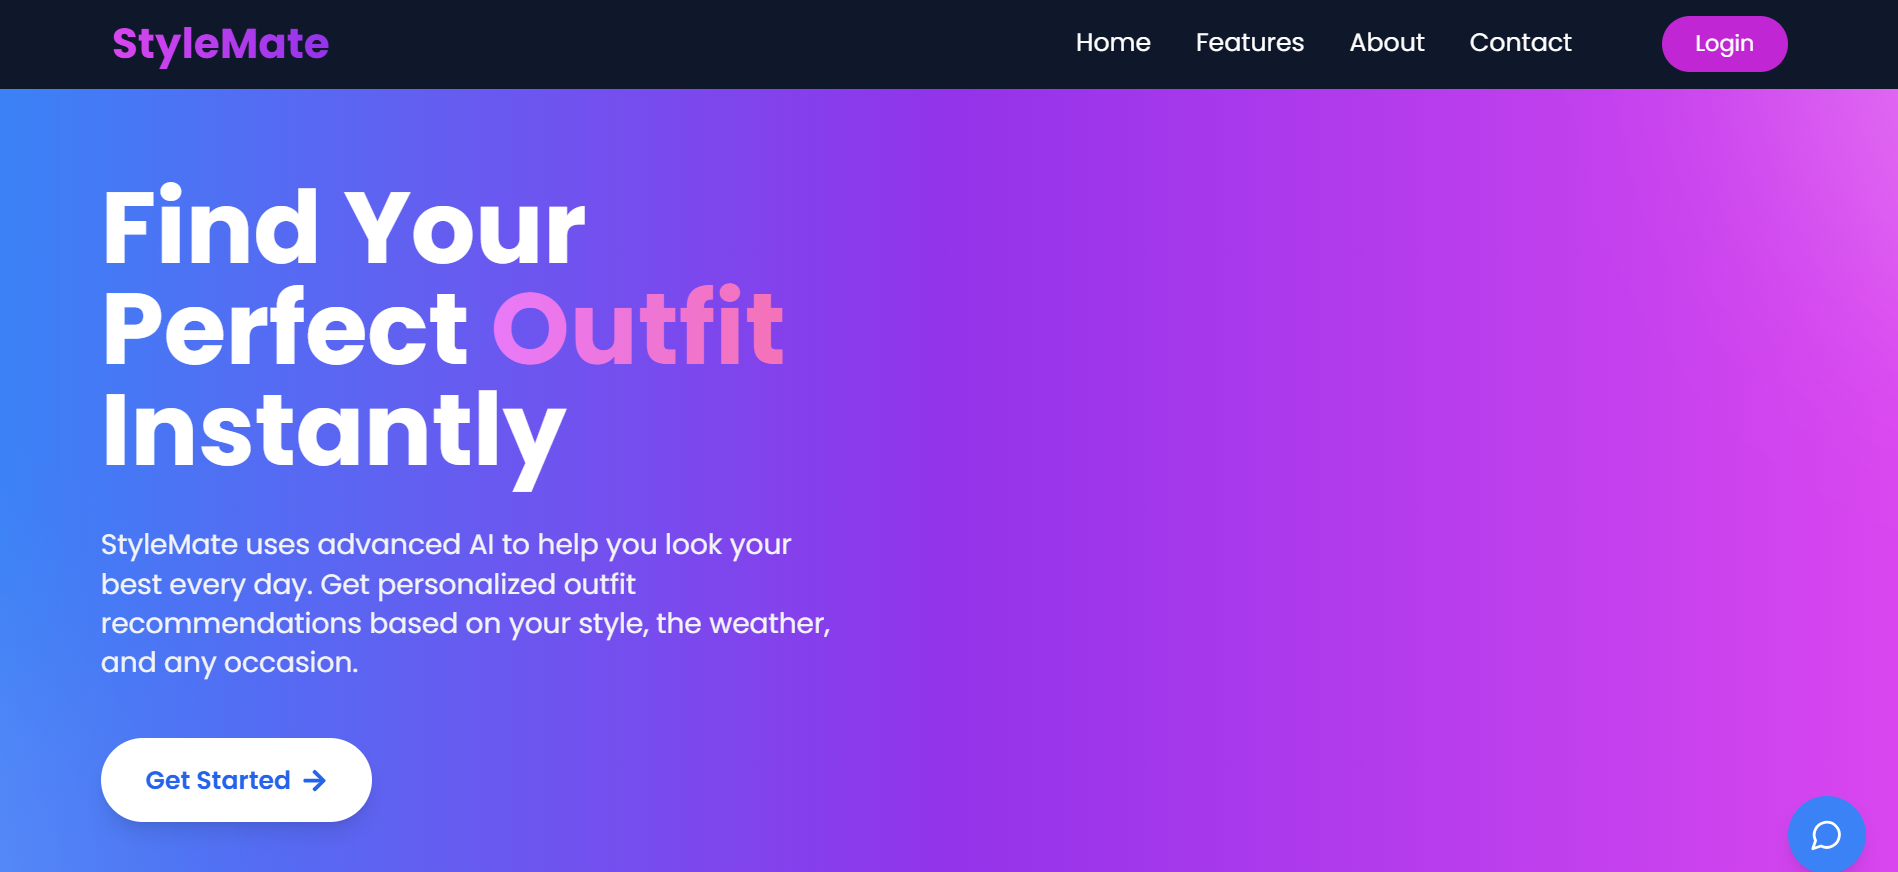 StyleMate
Home
Features
About
Contact
Login
Find Your
Perfect Outfit
Instantly
StyleMate uses advanced AI to help you look your
best every day. Get personalized outfit
recommendations based on your style, the weather,
and any occasion.
Get Started